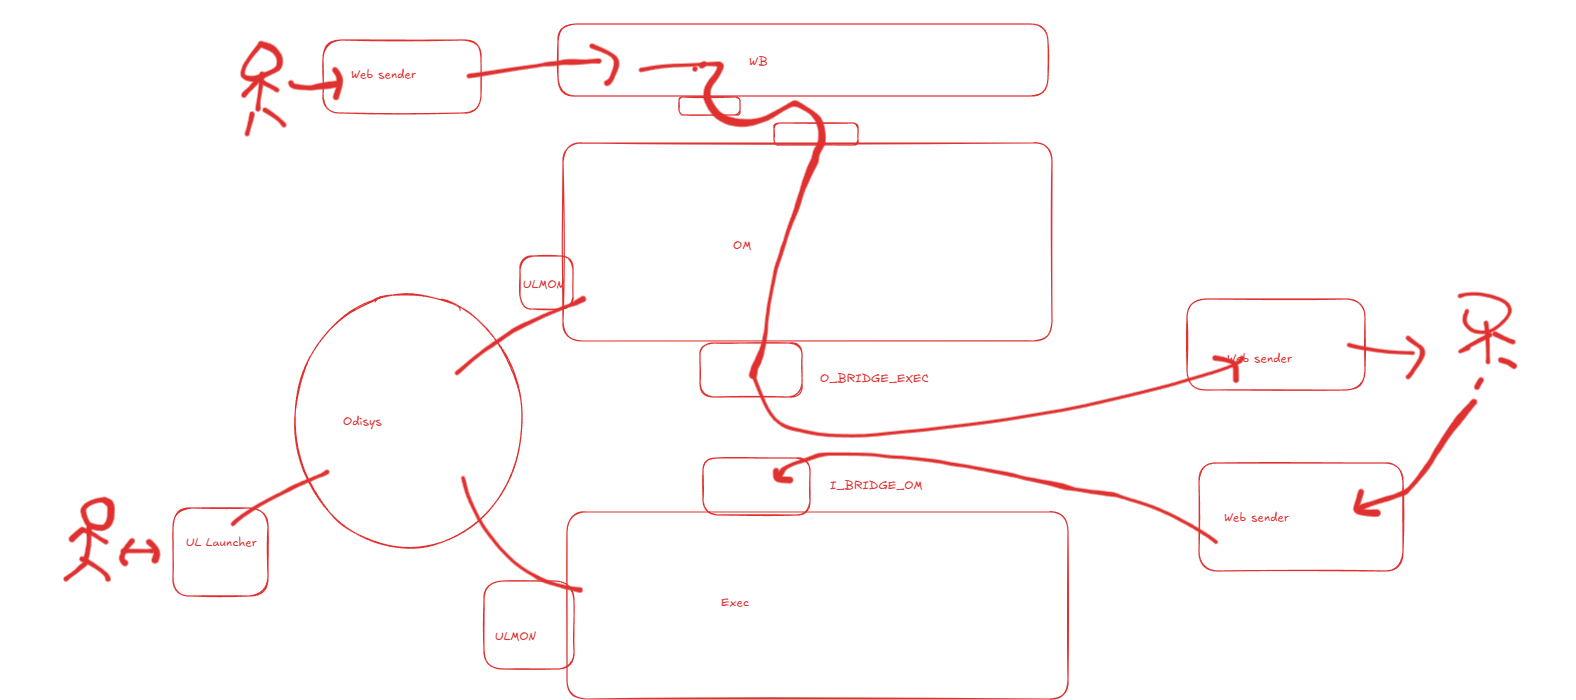 Web sender
WB
OM
ULMON
Web sender
O_BRIDGE_EXEC
Odisys
I_BRIDGE_OM
Web sender
UL Launcher
Exec
ULMON